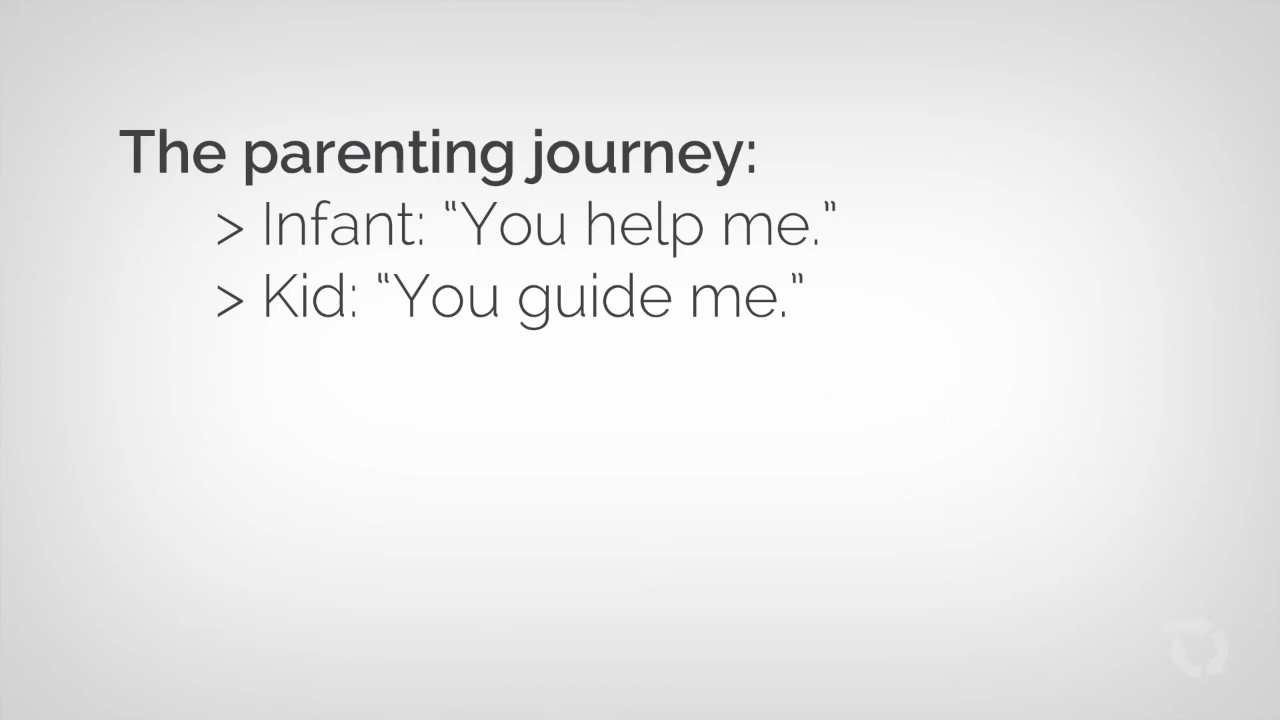 The parenting journey:
> Infant: “You help me.”
> Kid: “You guide me.”